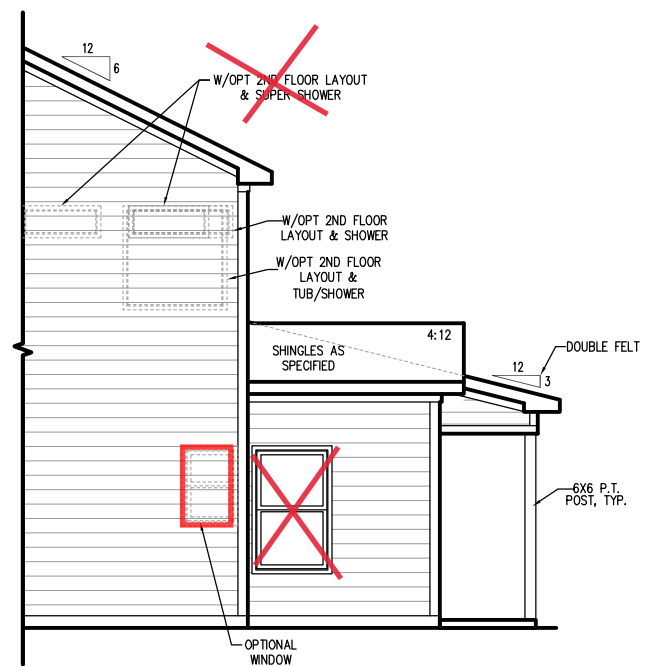 12
6
W/OPT 2ND FLOOR LAYOUT
& SUPER SHOWER
W/OPT 2ND FLOOR
LAYOUT & SHOWER
W/OPT 2ND FLOOR
LAYOUT &
TUB/SHOWER
4:12
SHINGLES AS
SPECIFIED
DOUBLE FELT
12
3
6X6 P.T.
POST, TYP.
OPTIONAL
WINDOW